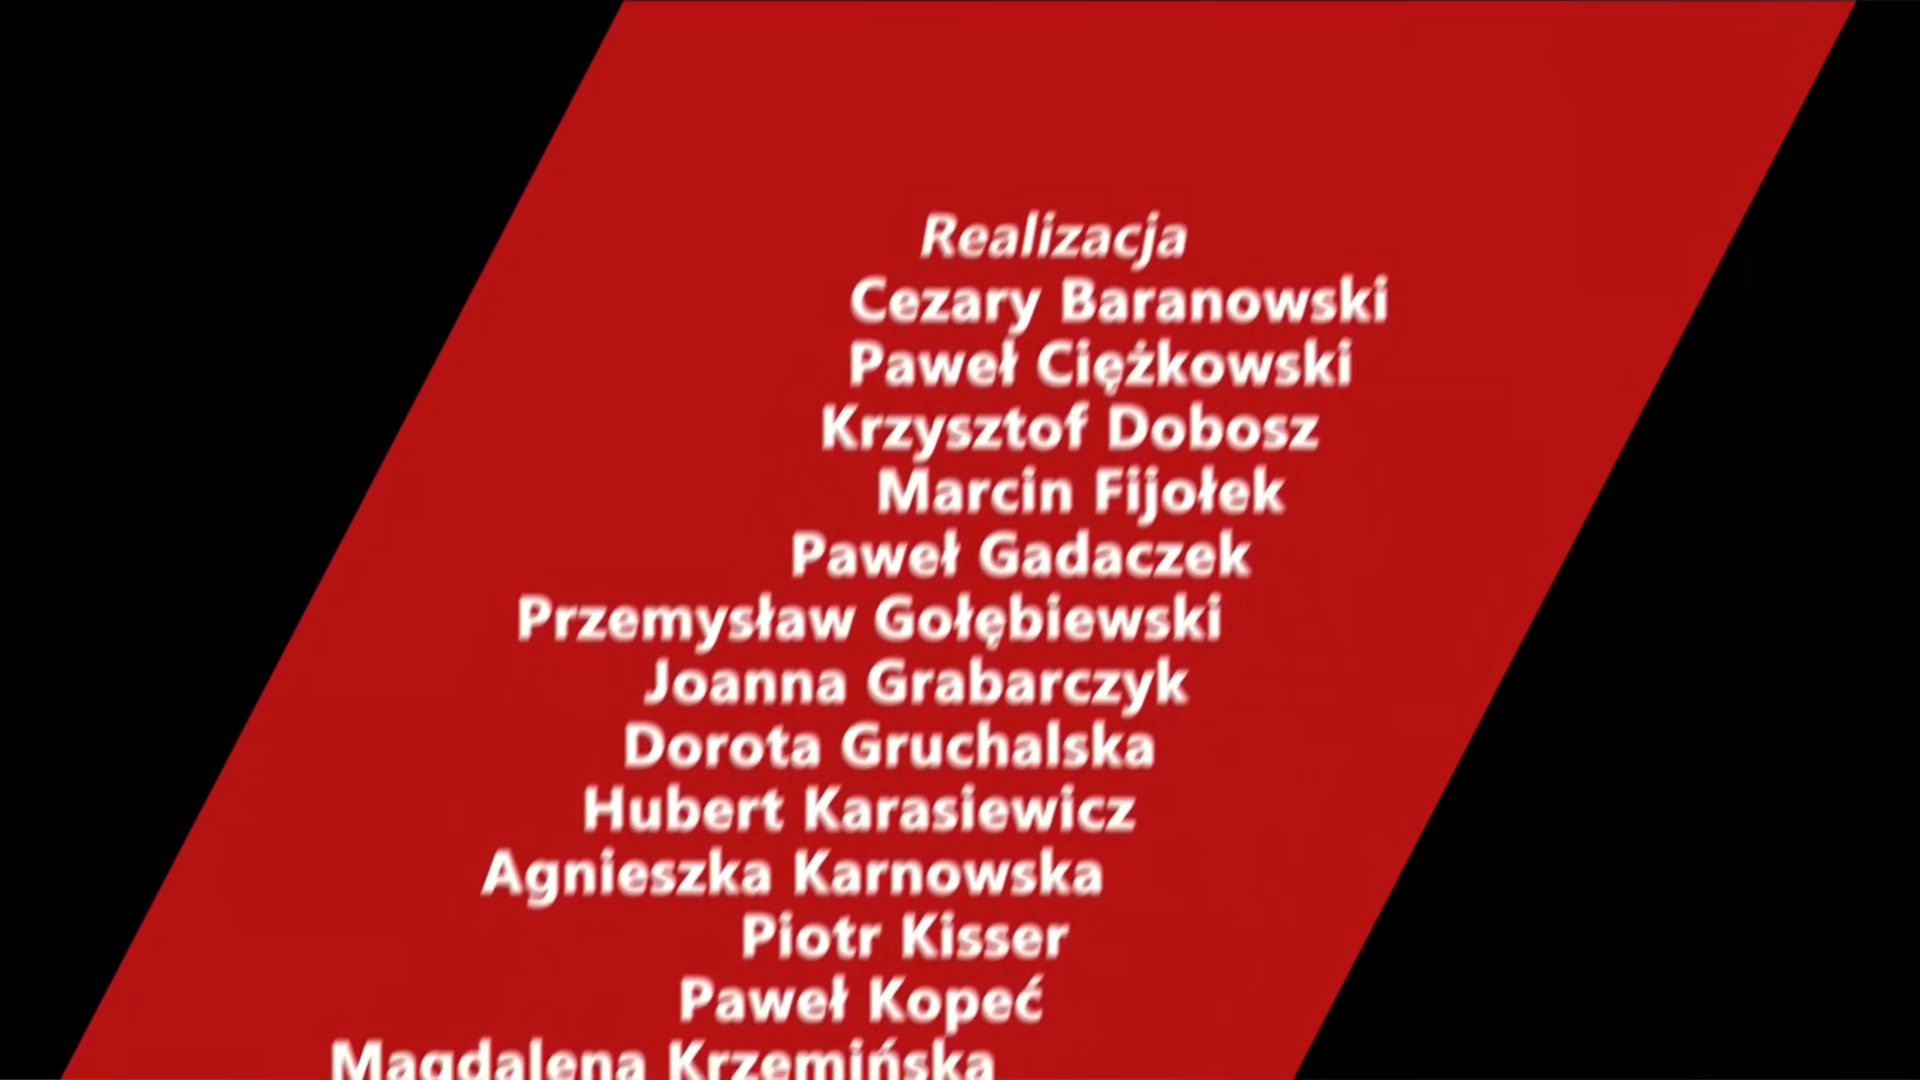 Realizacja
Cezary Baranowski
Paweł Ciężkowski
Krzysztof Dobosz
Marcin Fijołek
Paweł Gadaczek
Przemysław Gołębiewski
Joanna Grabarczyk
Dorota Gruchalska
Hubert Karasiewicz
Agnieszka Karnowska
Piotr Kisser
Paweł Kopeć
Magdalena Krzemińska